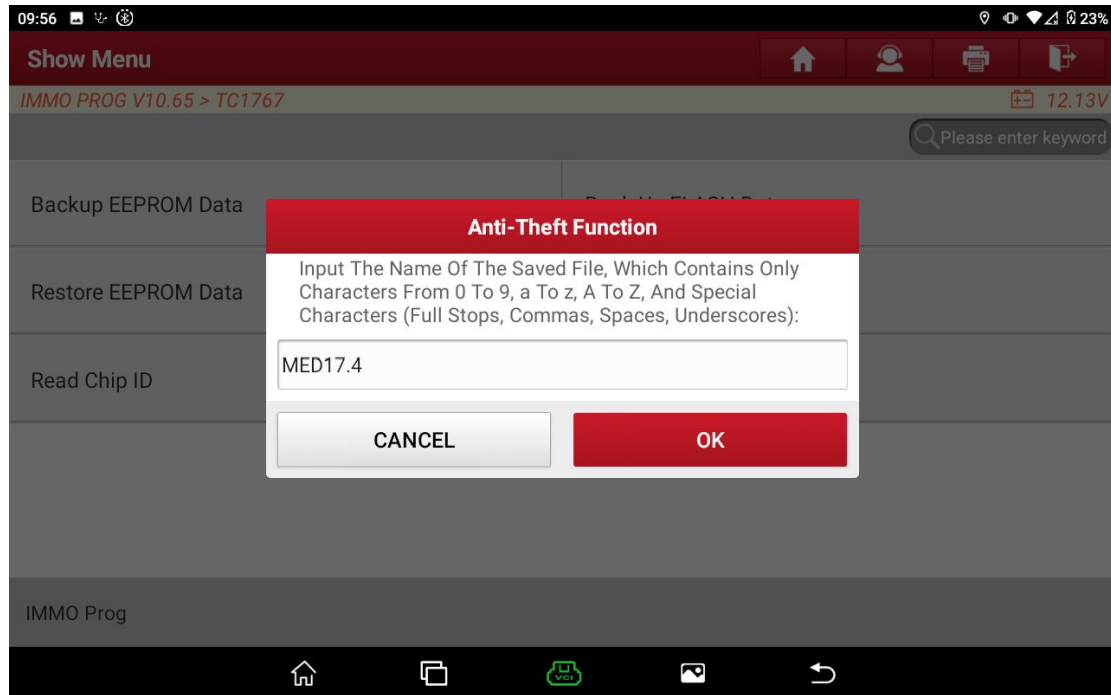 09:56
23%
Show Menu
IMMO PROG V10.65 > TC1767
12.13V
Please enter keyword
Backup EEPROM Data
Anti-Theft Function
Input The Name Of The Saved File, Which Contains Only
Characters From 0 To 9, a To z, A To Z, And Special
Characters (Full Stops, Commas, Spaces, Underscores):
Restore EEPROM Data
MED17.4
Read Chip ID
CANCEL
OK
IMMO Prog
VCI